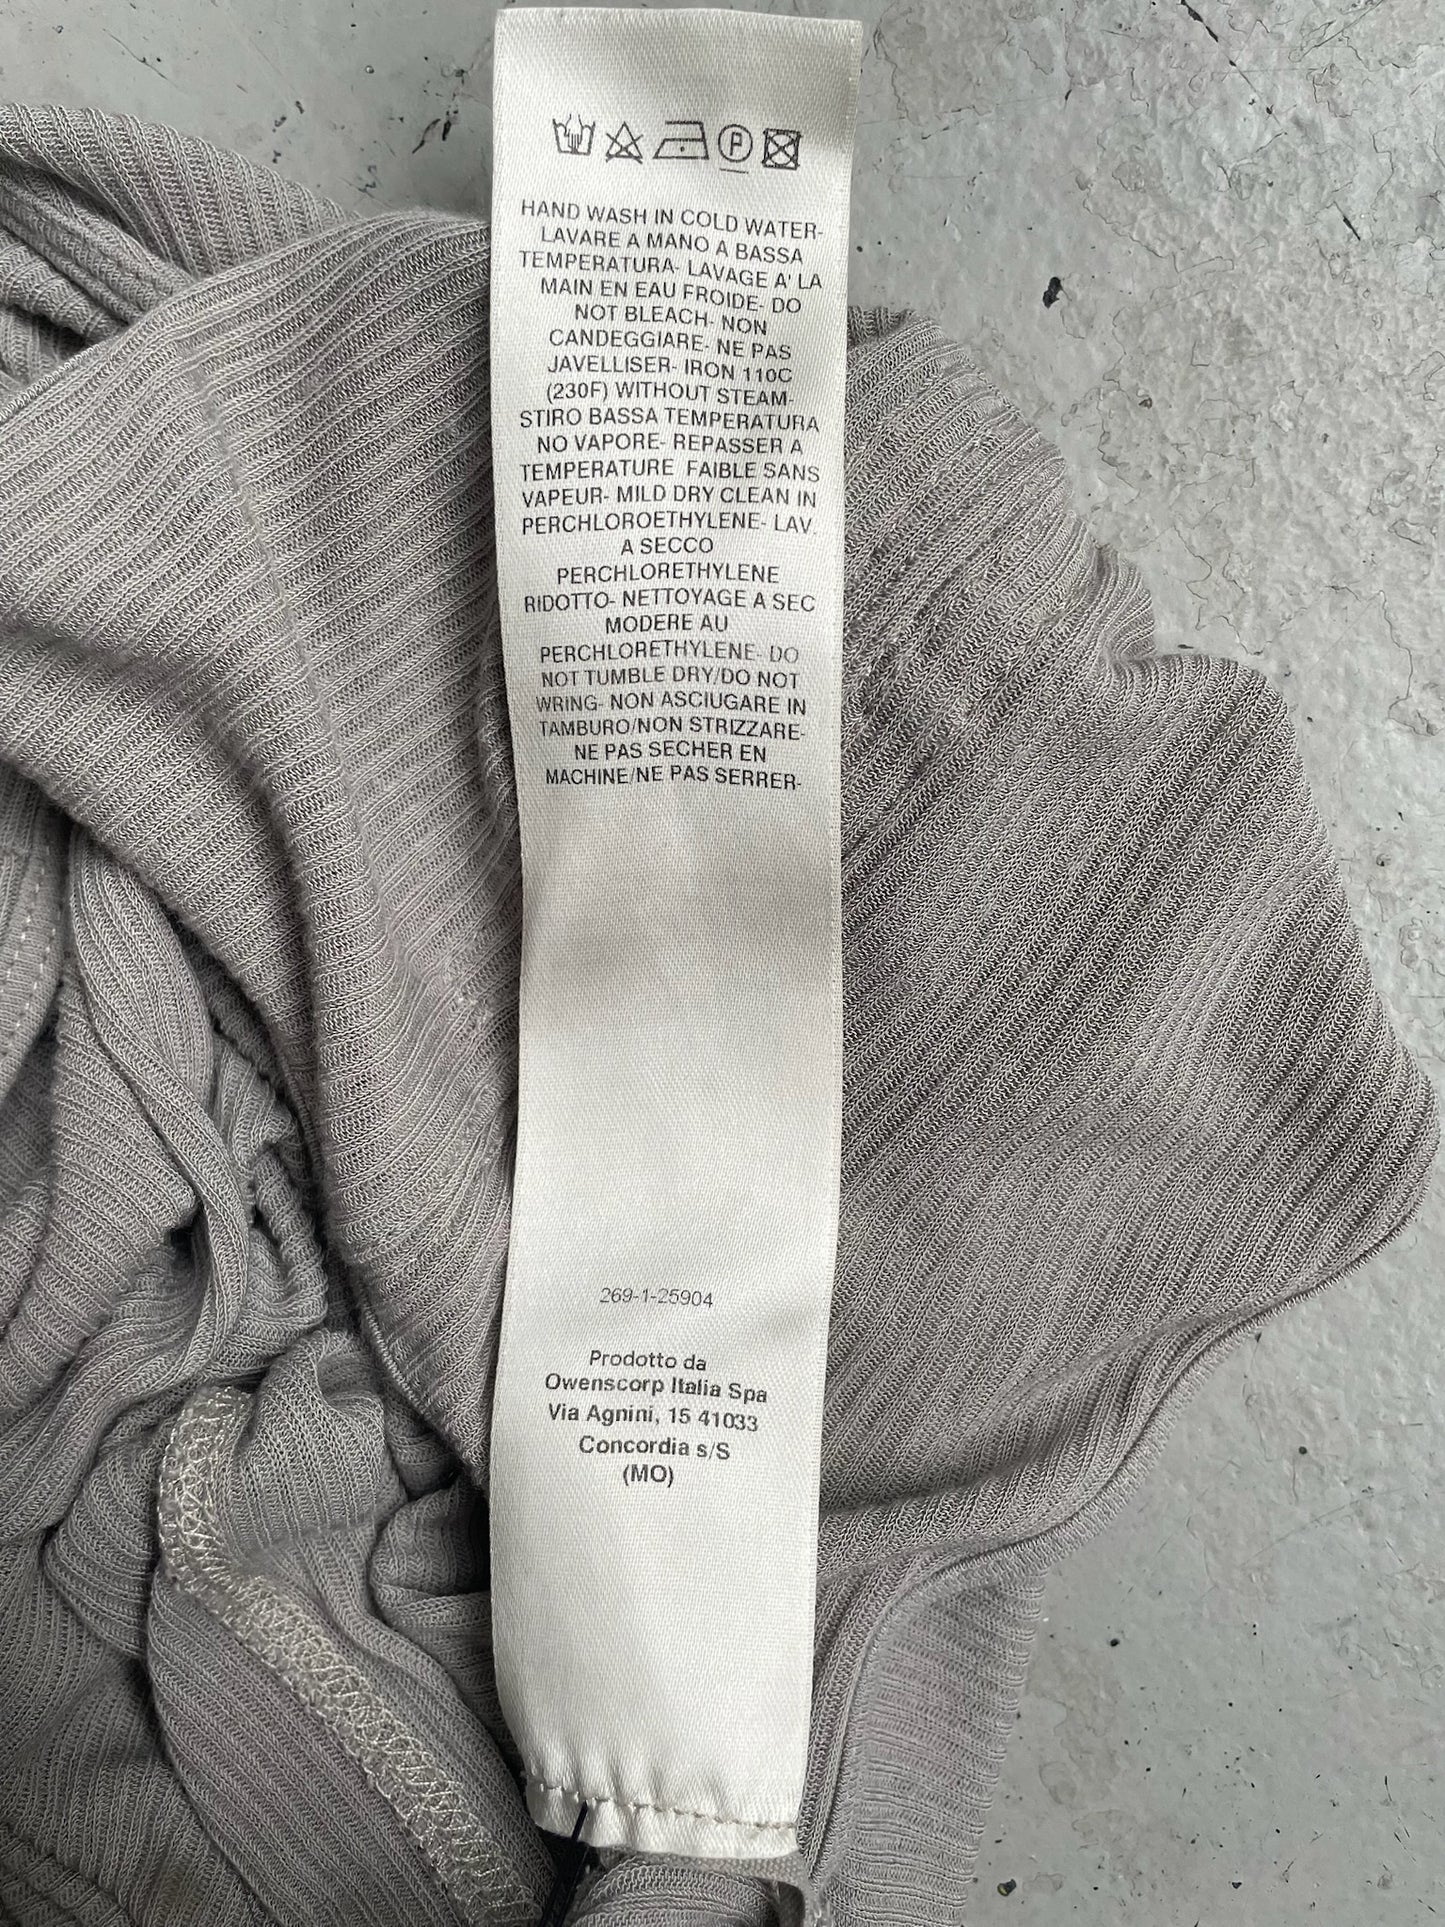 P
HAND WASH IN COLD WATER-
LAVARE A MANO A BASSA
TEMPERATURA- LAVAGE A' LA
MAIN EN EAU FROIDE- DO
NOT BLEACH- NON
CANDEGGIARE- NE PAS
JAVELLISER- IRON 110C
(230F) WITHOUT STEAM-
STIRO BASSA TEMPERATURA
NO VAPORE- REPASSER A
TEMPERATURE FAIBLE SANS
VAPEUR- MILD DRY CLEAN IN
PERCHLOROETHYLENE- LAV.
A SECCO
PERCHLORETHYLENE
RIDOTTO- NETTOYAGE A SEC
MODERE AU
PERCHLORETHYLENE- DO
NOT TUMBLE DRY/DO NOT
WRING- NON ASCIUGARE IN
TAMBURO/NON STRIZZARE-
NE PAS SECHER EN
MACHINE/NE PAS SERRER-
269-1-25904
Prodotto da
Owenscorp Italia Spa
Via Agnini, 15 41033
Concordia s/S
(MO)